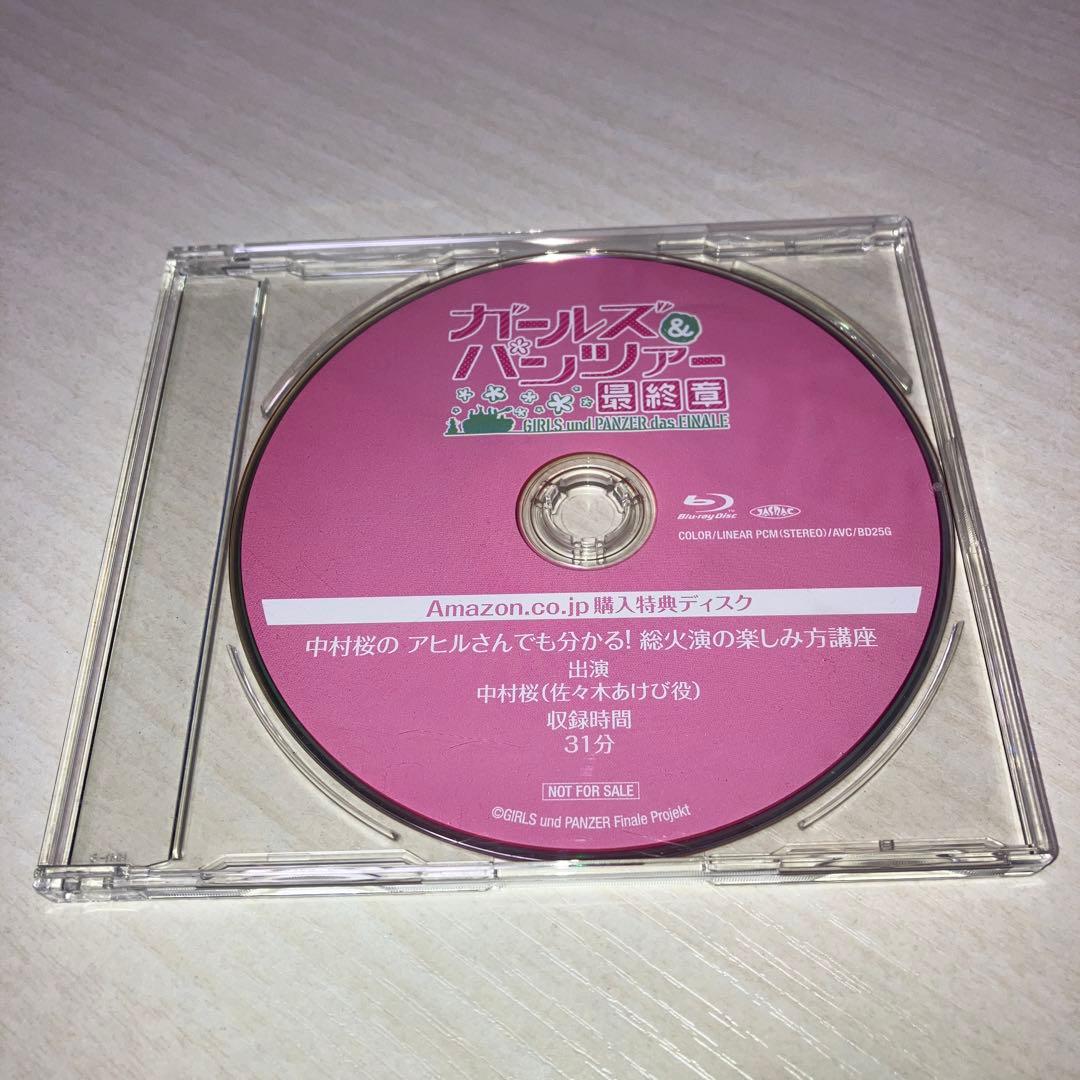 ガールズ&
パンツァー
最終章
GIRLS und PANZER das FINALE
Blu-ray Disc TM
JASRAC
COLOR/LINEAR PCM(STEREO)/AVC/BD25G
Amazon.co.jp 購入特典ディスク
中村桜の アヒルさんでも分かる! 総火演の楽しみ方講座
出演
中村桜(佐々木あけび役)
収録時間
31分
NOT FOR SALE
©GIRLS und PANZER Finale Projekt